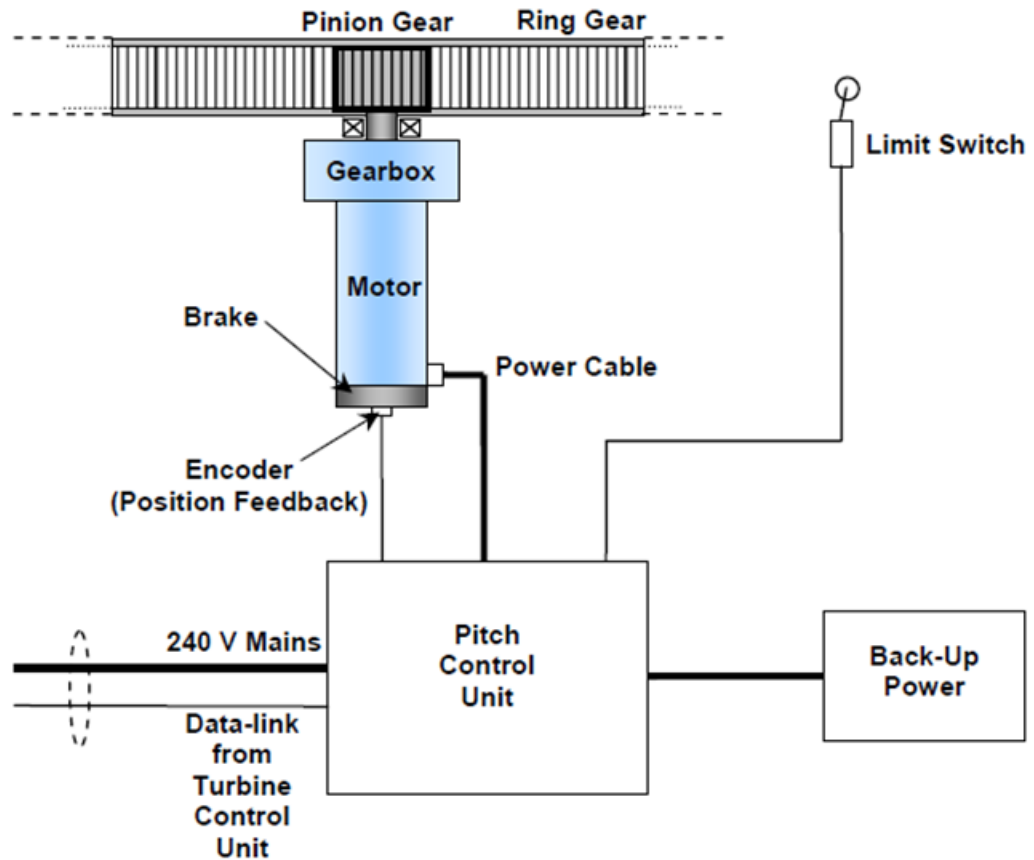 Pinion Gear
Ring Gear
Limit Switch
Gearbox
Motor
Brake
Power Cable
Encoder
(Position Feedback)
240 V Mains
Pitch
Control
Unit
Back-Up
Power
Data-link
from
Turbine
Control
Unit